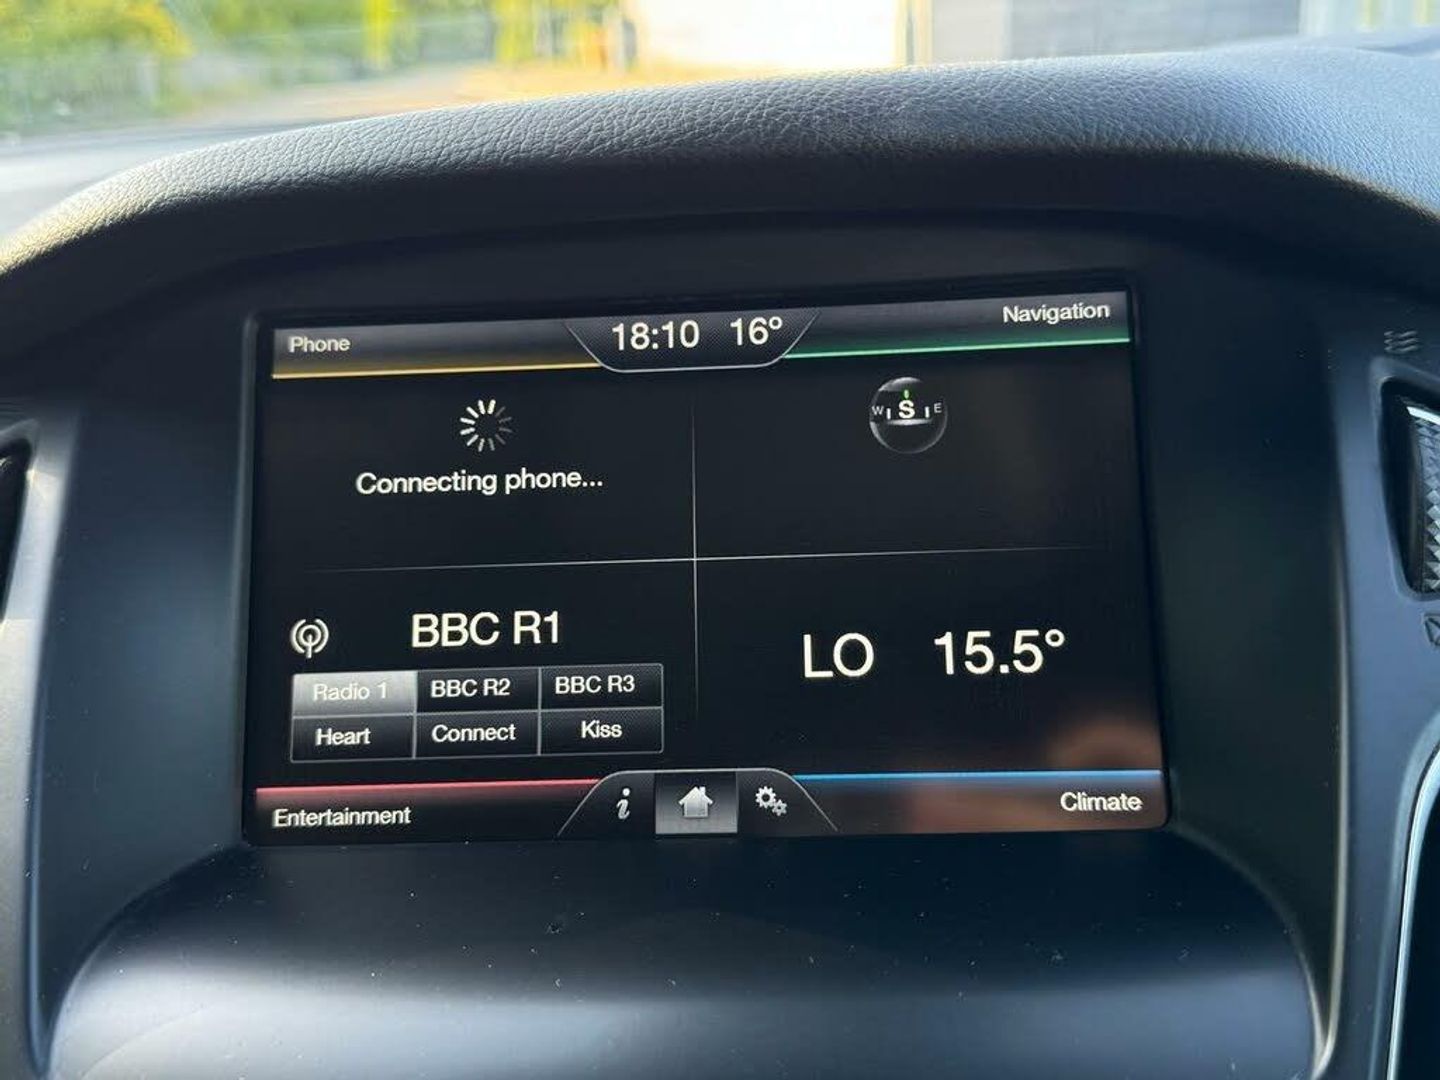 Phone
18:10 16°
Navigation
W S E
Connecting phone...
BBC R1
Radio 1 BBC R2 BBC R3
Heart Connect Kiss
LO 15.5°
Entertainment
i
Climate